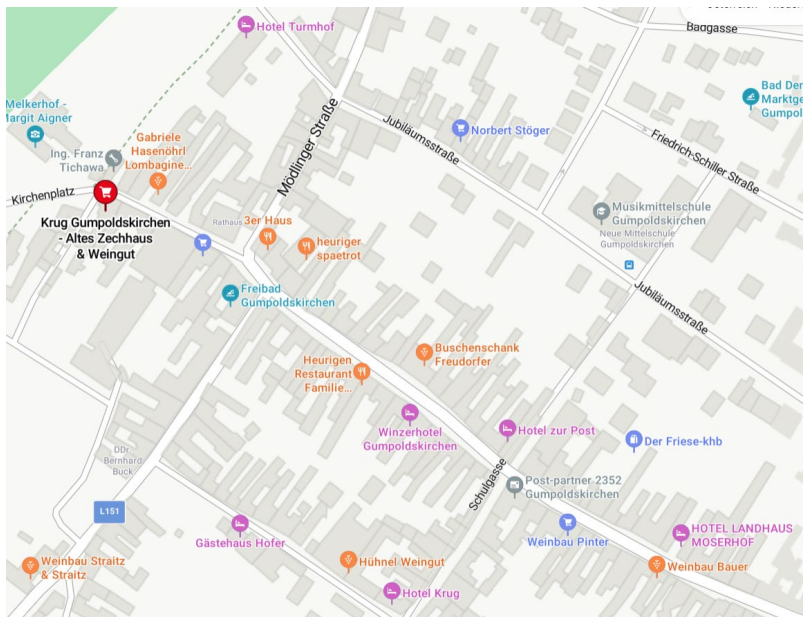 Badgasse
Hotel Turmhof
Melkerhof -
Margit Aigner
Ing. Franz
Tichawa
Gabriele
Hasenöhrl
Lombagine...
Mödlinger Straße
Jubiläumsstraße
Norbert Stöger
Bad Der
Marktge
Gumpol
Friedrich-Schiller Straße
Kirchenplatz
Krug Gumpoldskirchen
- Altes Zechhaus
& Weingut
Rathaus
3er Haus
heuriger
spaetrot
Musikmittelschule
Gumpoldskirchen
Neue Mittelschule
Gumpoldskirchen
Freibad
Gumpoldskirchen
Jubiläumsstraße
Heurigen
Restaurant
Familie...
Buschenschank
Freudorfer
Winzerhotel
Gumpoldskirchen
Hotel zur Post
Der Friese-khb
DDr.
Bernhard
Buck
L151
Schulgasse
Post-partner 2352
Gumpoldskirchen
Gästehaus Hofer
Weinbau Pinter
HOTEL LANDHAUS
MOSERHOF
Weinbau Straitz
& Straitz
Hühnel Weingut
Weinbau Bauer
Hotel Krug